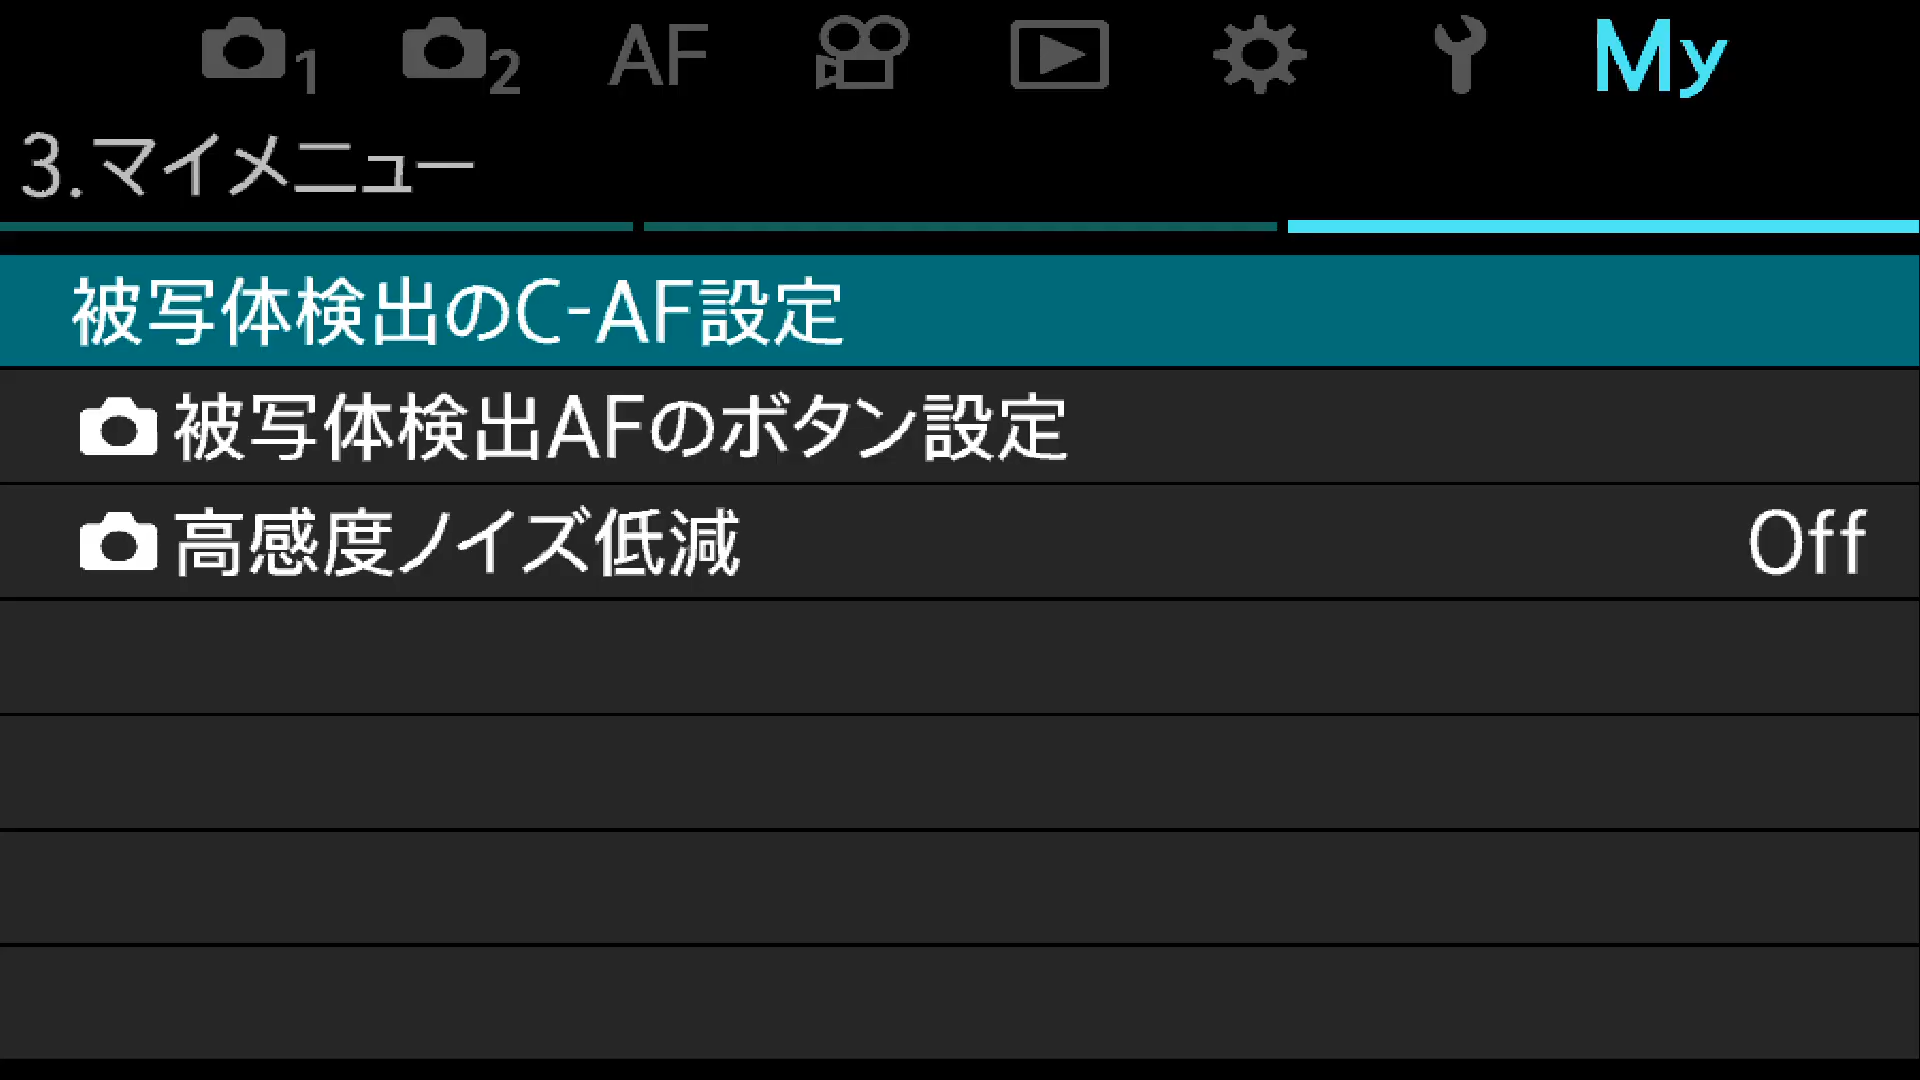 1 2 AF My
3.マイメニュー
被写体検出のC-AF設定
被写体検出AFのボタン設定
高感度ノイズ低減 Off